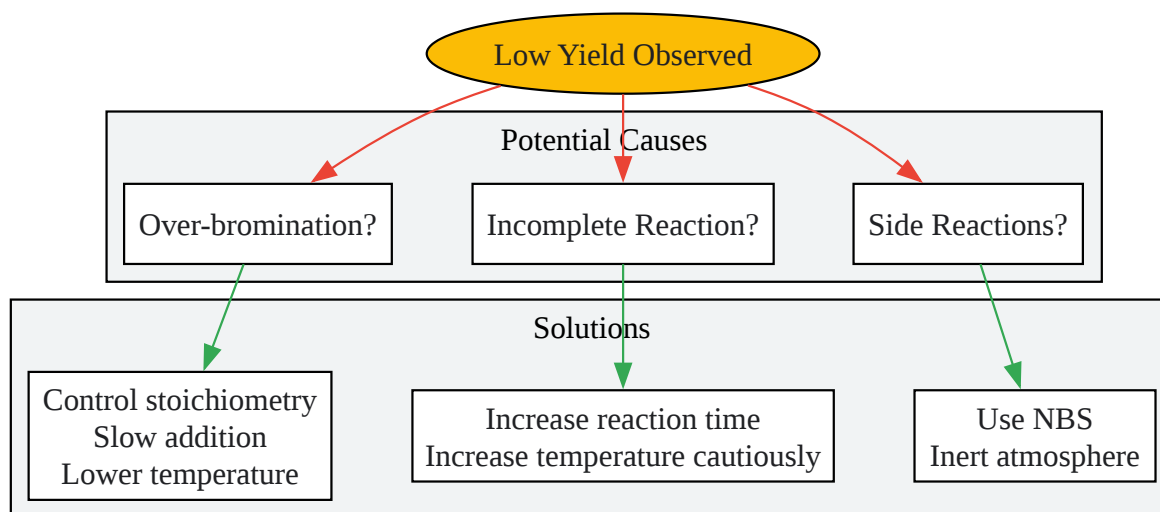 Low Yield Observed
Potential Causes
Over-bromination?
Incomplete Reaction?
Side Reactions?
Solutions
Control stoichiometry
Slow addition
Lower temperature
Increase reaction time
Increase temperature cautiously
Use NBS
Inert atmosphere